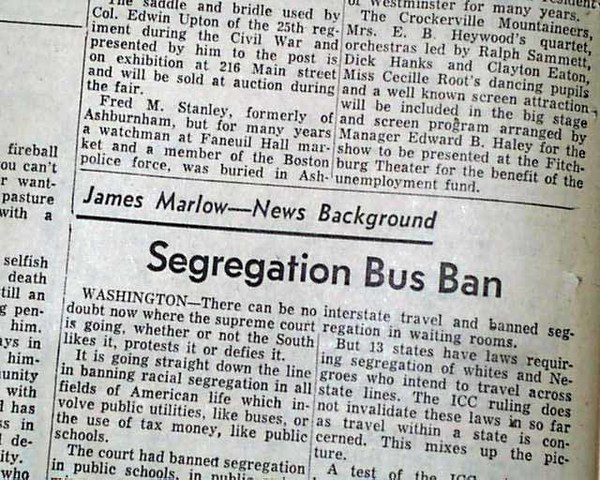 fireball
ou can't
r want-
pasture
with a
selfish
death
till an
g pen-
him.
ays in
him-
unity
with
has
ss in
de-
ity.
who
The saddle and bridle used by
Col. Edwin Upton of the 25th reg-
iment during the Civil War and
presented by him to the post is
on exhibition at 216 Main street
and will be sold at auction during
the fair.
Fred M. Stanley, formerly of
Ashburnham, but for many years
a watchman at Faneuil Hall mar-
ket and a member of the Boston
police force, was buried in Ash-
of Westminster for many years.
The Crockerville Mountaineers,
Mrs. E. B. Heywood's quartet,
orchestras led by Ralph Sammett,
Dick Hanks and Clayton Eaton,
Miss Cecille Root's dancing pupils
and a well known screen attraction
will be included in the big stage
and screen program arranged by
Manager Edward B. Haley for the
show to be presented at the Fitch-
burg Theater for the benefit of the
unemployment fund.
James Marlow—News Background
Segregation Bus Ban
WASHINGTON—There can be no
doubt now where the supreme court
is going, whether or not the South
likes it, protests it or defies it.
It is going straight down the line
in banning racial segregation in all
fields of American life which in-
volve public utilities, like buses, or
the use of tax money, like public
schools.
The court had banned segregation
in public schools, in public
interstate travel and banned seg-
regation in waiting rooms.
But 13 states have laws requir-
ing segregation of whites and Ne-
groes who intend to travel across
state lines. The ICC ruling does
not invalidate these laws in so far
as travel within a state is con-
cerned. This mixes up the pic-
ture.
A test of the ICC